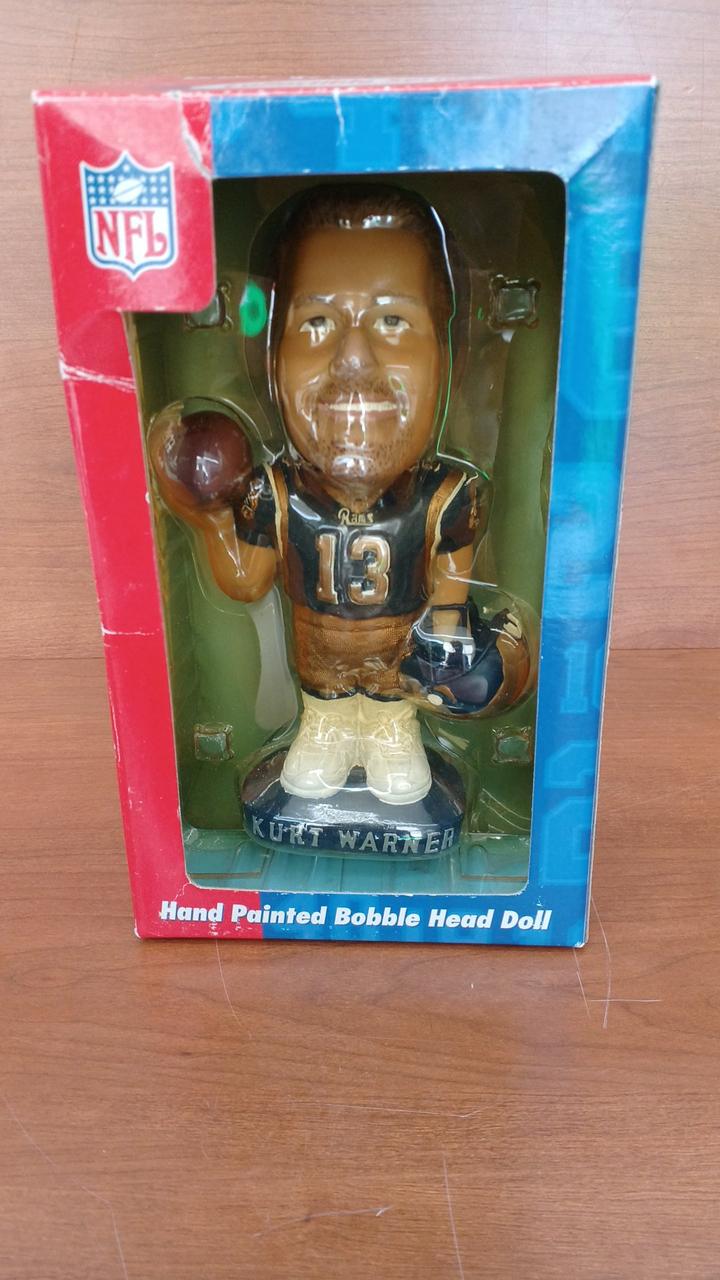 NFL
Rams
13
KURT WARNER
Hand Painted Bobble Head Doll